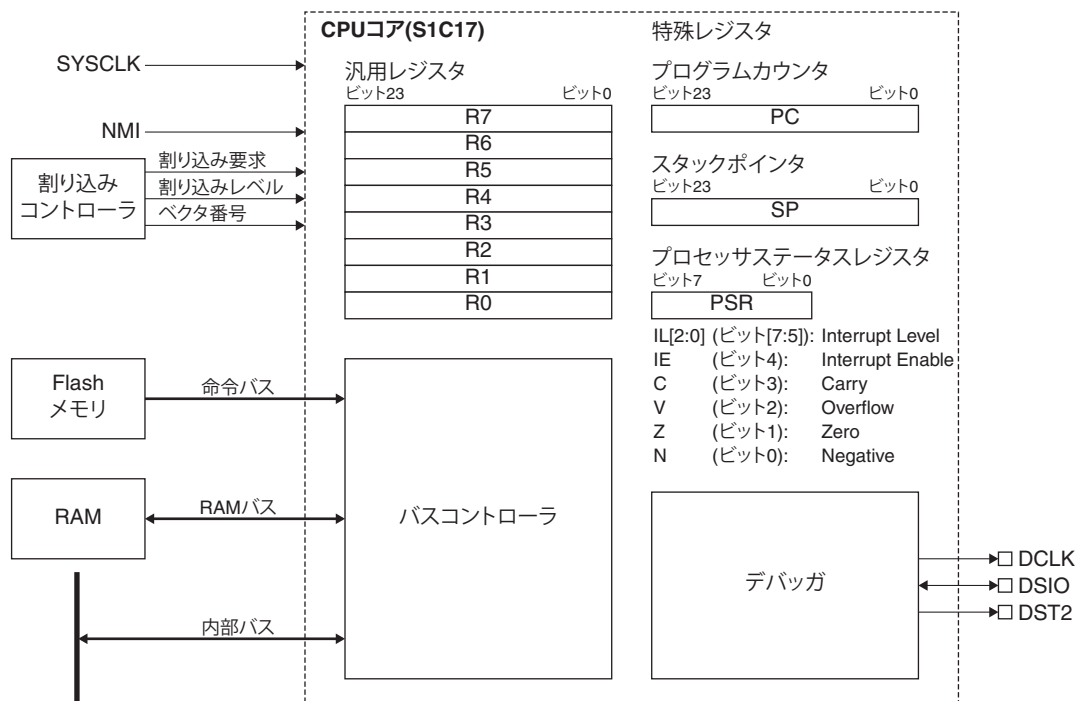 CPUコア(S1C17)
特殊レジスタ
SYSCLK
NMI
割り込み
コントローラ
割り込み要求
割り込みレベル
ベクタ番号
汎用レジスタ
ビット23 ビット0
R7
R6
R5
R4
R3
R2
R1
R0
プログラムカウンタ
ビット23 ビット0
PC
スタックポインタ
ビット23 ビット0
SP
プロセッサステータスレジスタ
ビット7 ビット0
PSR
IL[2:0] (ビット[7:5]): Interrupt Level
IE (ビット4): Interrupt Enable
C (ビット3): Carry
V (ビット2): Overflow
Z (ビット1): Zero
N (ビット0): Negative
Flash
メモリ
命令バス
RAM
RAMバス
内部バス
バスコントローラ
デバッガ
DCLK
DSIO
DST2